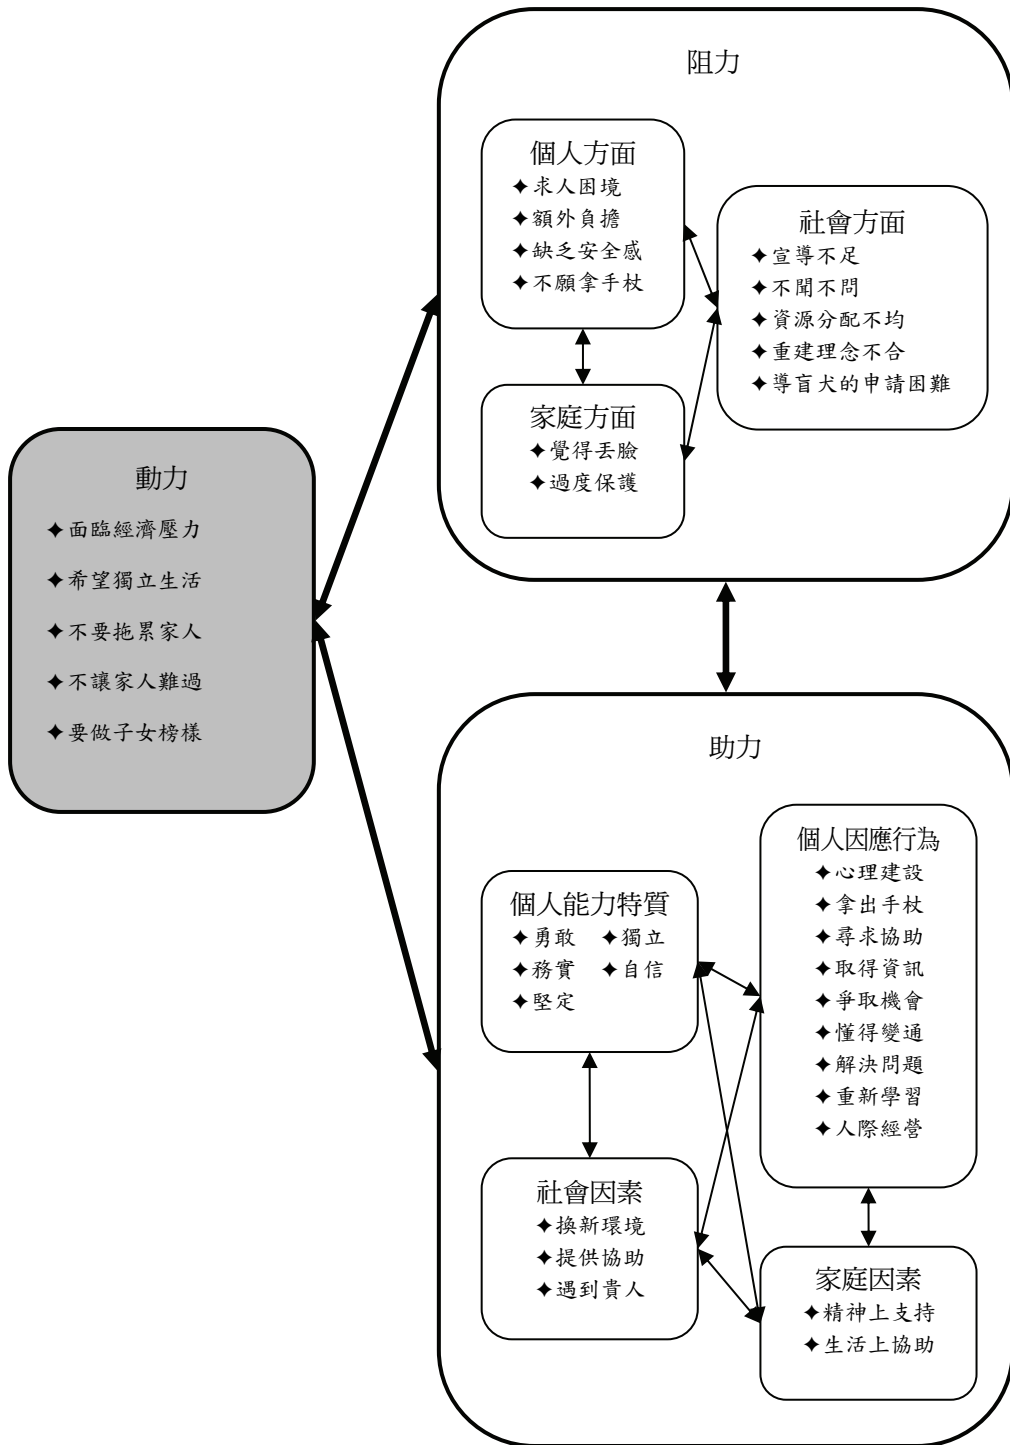 阻力
個人方面
✦求人困境
✦額外負擔
✦缺乏安全感
✦不願拿手杖
社會方面
✦宣導不足
✦不聞不問
✦資源分配不均
✦重建理念不合
✦導盲犬的申請困難
家庭方面
✦覺得丟臉
✦過度保護
動力
✦面臨經濟壓力
✦希望獨立生活
✦不要拖累家人
✦不讓家人難過
✦要做子女榜樣
助力
個人能力特質
✦勇敢 ✦獨立
✦務實 ✦自信
✦堅定
個人因應行為
✦心理建設
✦拿出手杖
✦尋求協助
✦取得資訊
✦爭取機會
✦懂得變通
✦解決問題
✦重新學習
✦人際經營
社會因素
✦換新環境
✦提供協助
✦遇到貴人
家庭因素
✦精神上支持
✦生活上協助